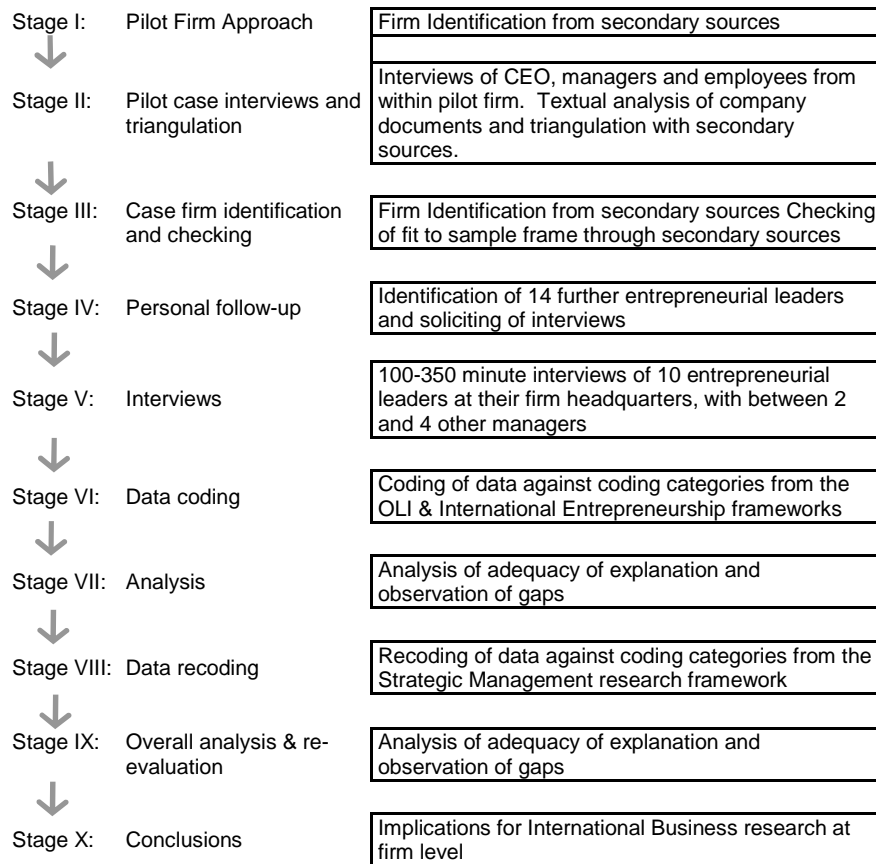 Stage I: Pilot Firm Approach Firm Identification from secondary sources
Stage II: Pilot case interviews and triangulation
Interviews of CEO, managers and employees from
within pilot firm. Textual analysis of company
documents and triangulation with secondary
sources.
Stage III: Case firm identification
and checking
Firm Identification from secondary sources Checking
of fit to sample frame through secondary sources
Stage IV: Personal follow-up
Identification of 14 further entrepreneurial leaders
and soliciting of interviews
Stage V: Interviews
100-350 minute interviews of 10 entrepreneurial
leaders at their firm headquarters, with between 2
and 4 other managers
Stage VI: Data coding
Coding of data against coding categories from the
OLI & International Entrepreneurship frameworks
Stage VII: Analysis
Analysis of adequacy of explanation and
observation of gaps
Stage VIII: Data recoding
Recoding of data against coding categories from the
Strategic Management research framework
Stage IX: Overall analysis & re-
evaluation
Analysis of adequacy of explanation and
observation of gaps
Stage X: Conclusions
Implications for International Business research at
firm level